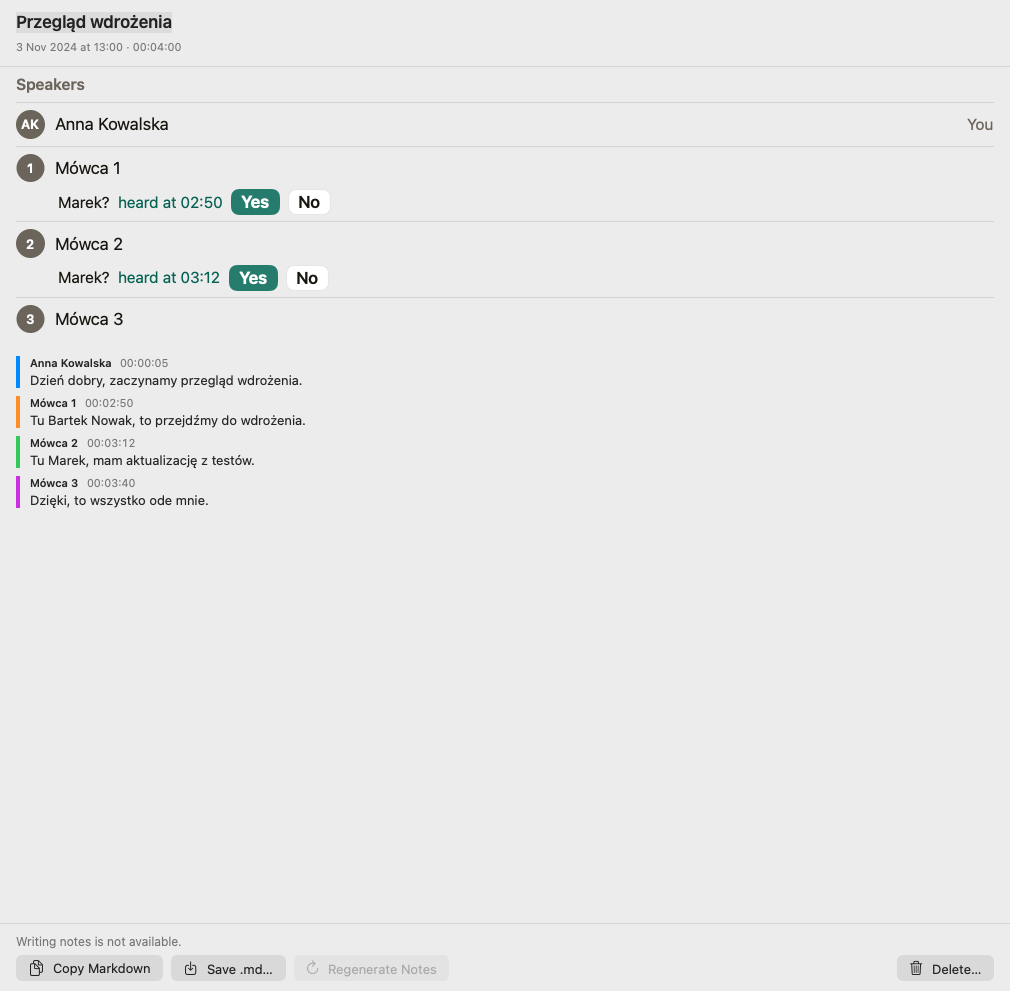 Przegląd wdrożenia
3 Nov 2024 at 13:00 · 00:04:00
Speakers
AK Anna Kowalska You
1 Mówca 1
Marek? heard at 02:50 Yes No
2 Mówca 2
Marek? heard at 03:12 Yes No
3 Mówca 3
Anna Kowalska 00:00:05
Dzień dobry, zaczynamy przegląd wdrożenia.
Mówca 1 00:02:50
Tu Bartek Nowak, to przejdźmy do wdrożenia.
Mówca 2 00:03:12
Tu Marek, mam aktualizację z testów.
Mówca 3 00:03:40
Dzięki, to wszystko ode mnie.
Writing notes is not available.
Copy Markdown Save .md... Regenerate Notes Delete...